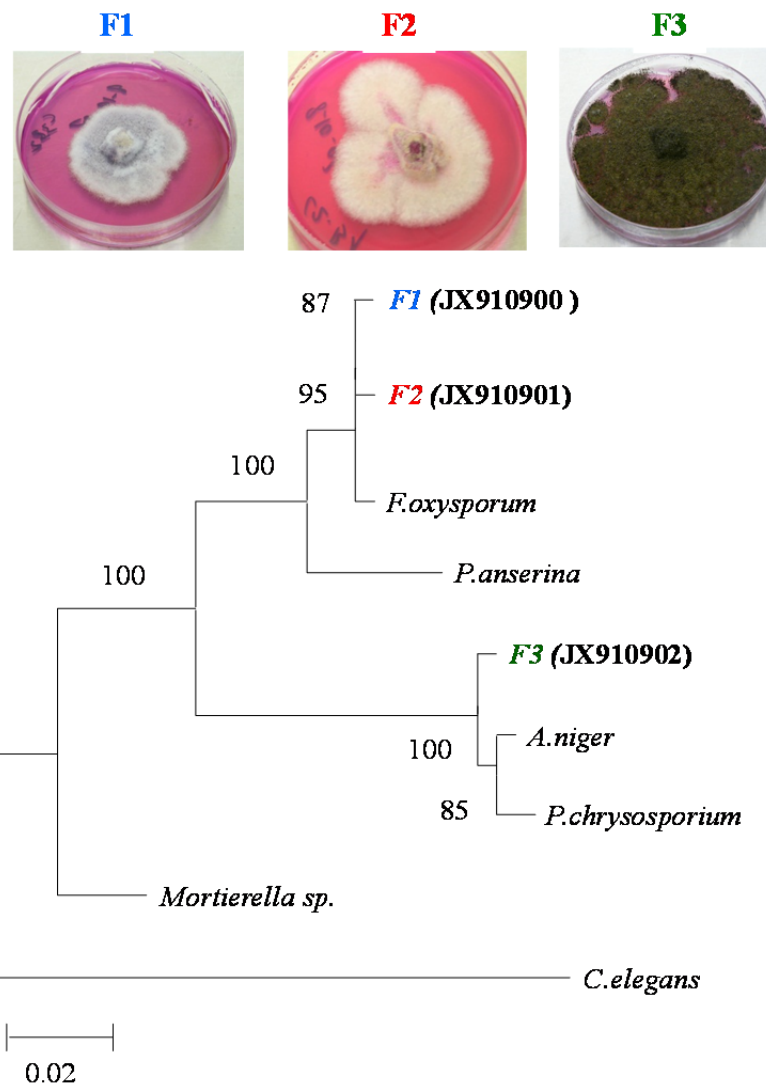 F1 F2 F3
87
F1 (JX910900 )
95
F2 (JX910901)
100
F.oxysporum
100
P.anserina
F3 (JX910902)
A.niger
100
85
P.chrysosporium
Mortierella sp.
C.elegans
0.02